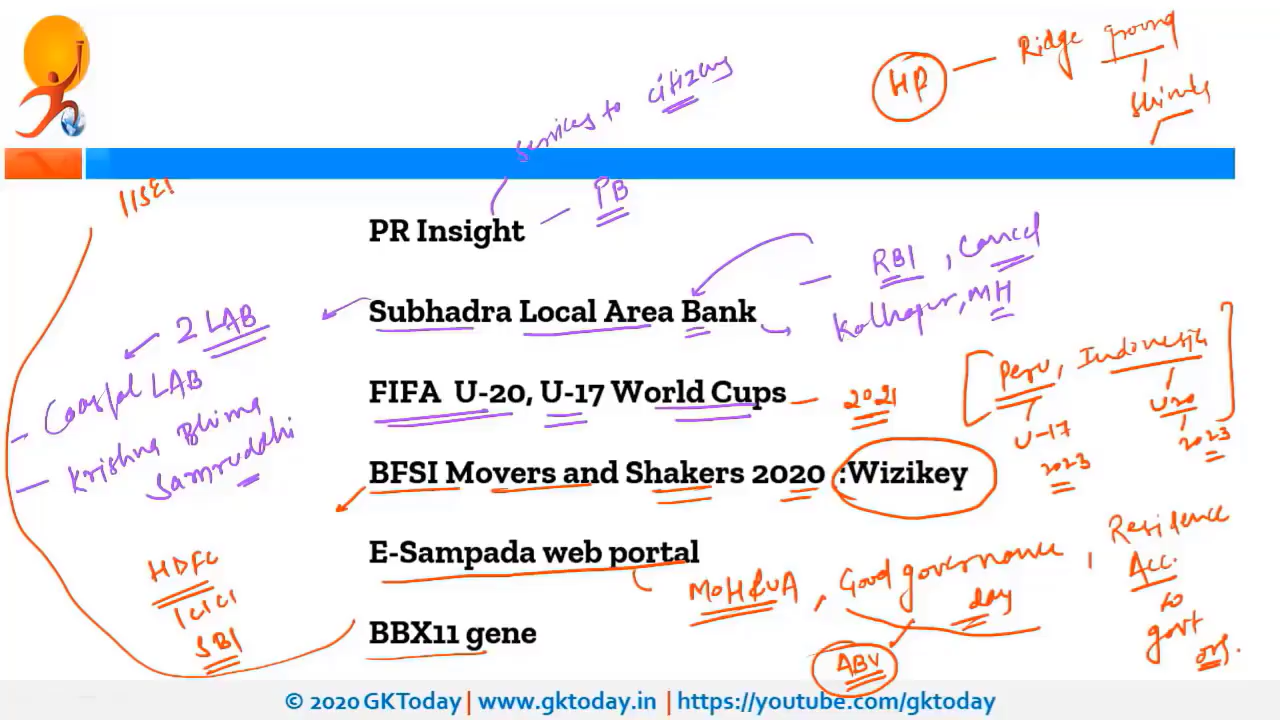 HP — Ridge ground
Shimla
services to citizens
IISER
PR Insight — PB
RBI, Cancel
Subhadra Local Area Bank
Kolhapur, MH
2 LAB
Coastal LAB
Krishna Bhima
Samruddhi
FIFA U-20, U-17 World Cups — 2021
[Peru, Indonesia]
U-17
2023
U20
2023
BFSI Movers and Shakers 2020 :Wizikey
HDFC
ICICI
SBI
E-Sampada web portal
MoHUA, Good governance
day
ABV
, Residence
Acc.
to
govt
org.
BBX11 gene
© 2020 GKToday | www.gktoday.in | https://youtube.com/gktoday